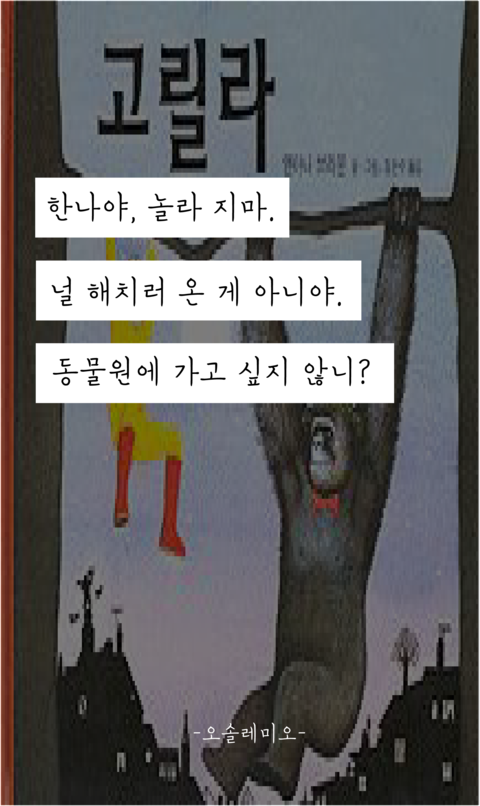 고릴라
한나야, 놀라 지마.
널 해치러 온 게 아니야.
동물원에 가고 싶지 않니?
-오솔레미오-